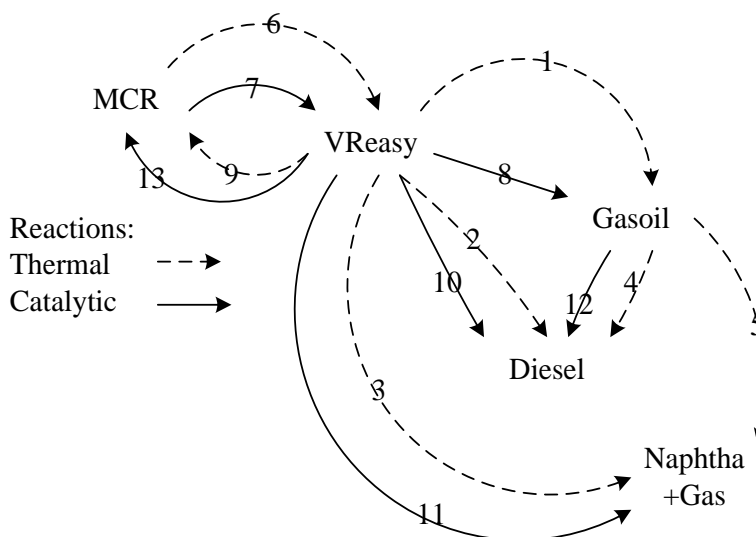 6
1
MCR
7
VReasy
13
9
8
Gasoil
Reactions:
2
Thermal
10
12
4
Catalytic
5
Diesel
3
Naphtha
+Gas
11